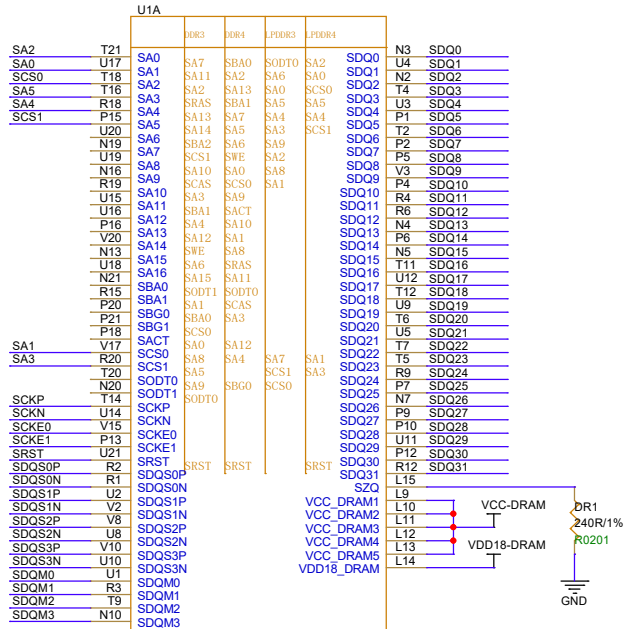 U1A
DDR3 DDR4 LPDDR3 LPDDR4
SA2 T21 SA0 SA7 SBA0 SODT0 SA2 SDQ0 N3 SDQ0
SA0 U17 SA1 SA11 SA2 SA6 SA0 SDQ1 U4 SDQ1
SCS0 T18 SA2 SA2 SA13 SA0 SCS0 SDQ2 N2 SDQ2
SA5 T16 SA3 SRAS SBA1 SA5 SA5 SDQ3 T4 SDQ3
SA4 R18 SA4 SA13 SA7 SA4 SA4 SDQ4 U3 SDQ4
SCS1 P15 SA5 SA14 SA5 SA3 SCS1 SDQ5 P1 SDQ5
U20 SA6 SBA2 SA6 SA9 SDQ6 T2 SDQ6
N19 SA7 SCS1 SWE SA2 SDQ7 P2 SDQ7
U19 SA8 SA10 SA0 SA8 SDQ8 P5 SDQ8
N16 SA9 SCAS SCS0 SA1 SDQ9 V3 SDQ9
R19 SA10 SA3 SA9 SDQ10 P4 SDQ10
U15 SA11 SBA1 SACT SDQ11 R4 SDQ11
U16 SA12 SA4 SA10 SDQ12 R6 SDQ12
P16 SA13 SA12 SA1 SDQ13 N4 SDQ13
V20 SA14 SWE SA8 SDQ14 P6 SDQ14
N13 SA15 SA6 SRAS SDQ15 N5 SDQ15
U18 SA16 SA15 SA11 SDQ16 T11 SDQ16
N21 SBA0 SODT1 SODT0 SDQ17 U12 SDQ17
R15 SBA1 SA1 SCAS SDQ18 T12 SDQ18
P20 SBG0 SBA0 SA3 SDQ19 U9 SDQ19
P21 SBG1 SCS0 SDQ20 T6 SDQ20
P18 SACT SA0 SA12 SDQ21 U5 SDQ21
SA1 V17 SCS0 SA8 SA4 SA7 SA1 SDQ22 T7 SDQ22
SA3 R20 SCS1 SA5 SCS1 SA3 SDQ23 T5 SDQ23
T20 SODT0 SA9 SBG0 SCS0 SDQ24 R9 SDQ24
N20 SODT1 SODT0 SDQ25 P7 SDQ25
SCKP T14 SCKP SDQ26 N7 SDQ26
SCKN U14 SCKN SDQ27 P9 SDQ27
SCKE0 V15 SCKE0 SDQ28 P10 SDQ28
SCKE1 P13 SCKE1 SDQ29 U11 SDQ29
SRST U21 SRST SRST SRST SRST SDQ30 P12 SDQ30
SDQS0P R2 SDQS0P SDQ31 R12 SDQ31
SDQS0N R1 SDQS0N SZQ L15
SDQS1P U2 SDQS1P VCC_DRAM1 L9
SDQS1N V2 SDQS1N VCC_DRAM2 L10 VCC-DRAM DR1
SDQS2P V8 SDQS2P VCC_DRAM3 L11 240R/1%
SDQS2N U8 SDQS2N VCC_DRAM4 L12 R0201
SDQS3P V10 SDQS3P VCC_DRAM5 L13 VDD18-DRAM
SDQS3N U10 SDQS3N VDD18_DRAM L14
SDQM0 U1 SDQM0
SDQM1 R3 SDQM1 GND
SDQM2 T9 SDQM2
SDQM3 N10 SDQM3